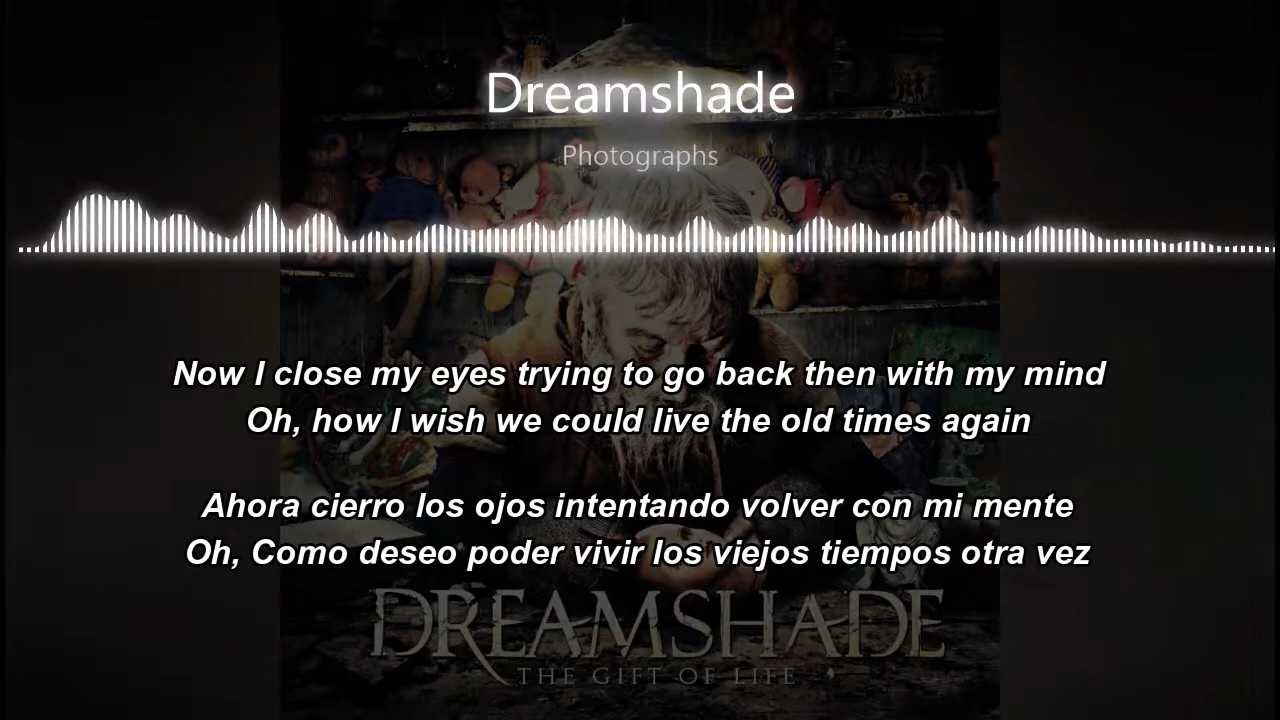 Dreamshade
Photographs
Now I close my eyes trying to go back then with my mind
Oh, how I wish we could live the old times again
Ahora cierro los ojos intentando volver con mi mente
Oh, Como deseo poder vivir los viejos tiempos otra vez
DREAMSHADE
THE GIFT OF LIFE